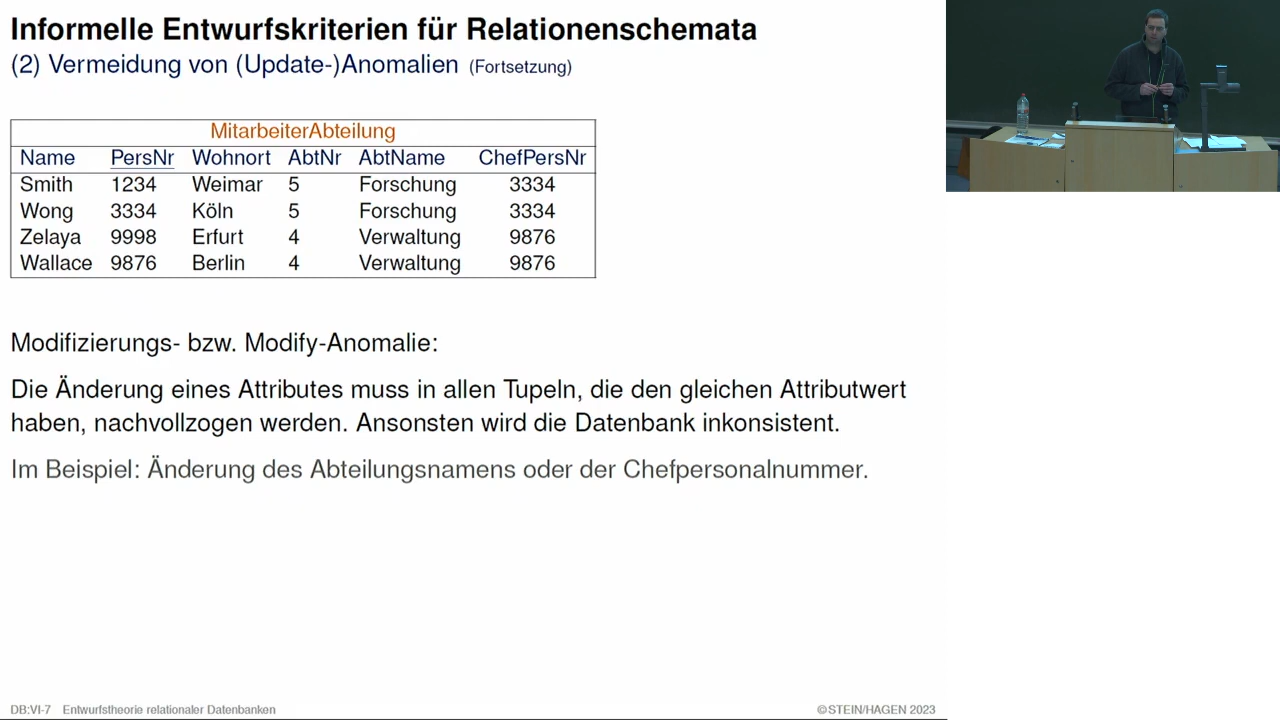 Informelle Entwurfskriterien für Relationenschemata
(2) Vermeidung von (Update-)Anomalien (Fortsetzung)
MitarbeiterAbteilung
Name PersNr Wohnort AbtNr AbtName ChefPersNr
Smith 1234 Weimar 5 Forschung 3334
Wong 3334 Köln 5 Forschung 3334
Zelaya 9998 Erfurt 4 Verwaltung 9876
Wallace 9876 Berlin 4 Verwaltung 9876
Modifizierungs- bzw. Modify-Anomalie:
Die Änderung eines Attributes muss in allen Tupeln, die den gleichen Attributwert
haben, nachvollzogen werden. Ansonsten wird die Datenbank inkonsistent.
Im Beispiel: Änderung des Abteilungsnamens oder der Chefpersonalnummer.
DB:VI-7 Entwurfstheorie relationaler Datenbanken ©STEIN/HAGEN 2023